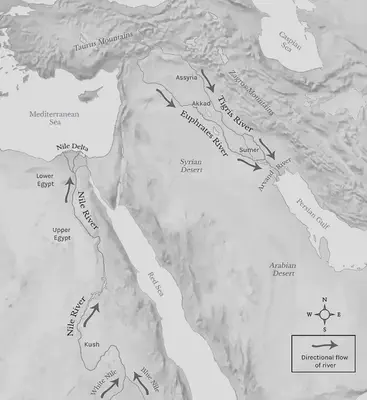 Taurus Mountains
Caspian
Sea
Assyria
Zagros Mountains
Akkad
Tigris River
Mediterranean
Sea
Euphrates River
Nile Delta
Sumer
Syrian
Desert
Arvand River
Lower
Egypt
Nile River
Persian Gulf
Upper
Egypt
Red Sea
Arabian
Desert
Nile River
N
W
E
S
Kush
Directional flow
of river
White Nile
Blue Nile